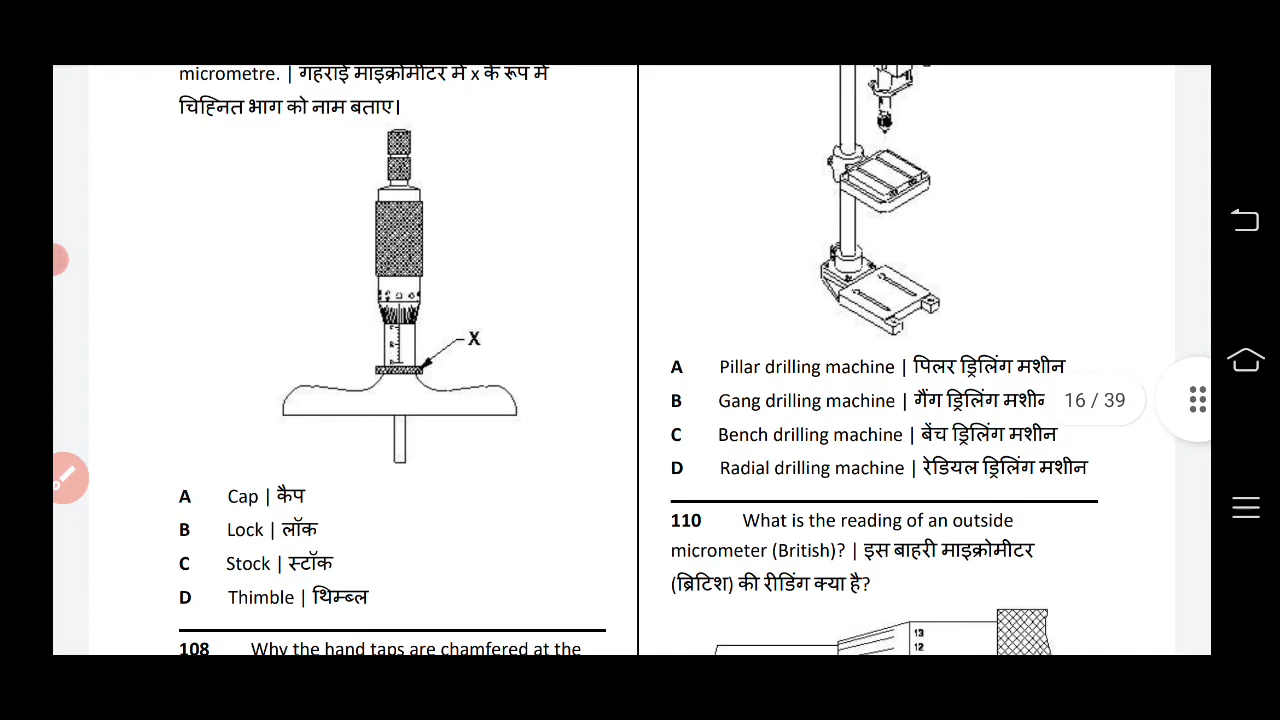 micrometre. | गहराई माइक्रोमीटर में x के रूप में
चिह्नित भाग को नाम बताए।
X
A Cap | कैप
B Lock | लॉक
C Stock | स्टॉक
D Thimble | थिम्ब्ल
108 Why the hand taps are chamfered at the
A Pillar drilling machine | पिलर ड्रिलिंग मशीन
B Gang drilling machine | गैंग ड्रिलिंग मशीन
C Bench drilling machine | बेंच ड्रिलिंग मशीन
D Radial drilling machine | रेडियल ड्रिलिंग मशीन
16 / 39
110 What is the reading of an outside
micrometer (British)? | इस बाहरी माइक्रोमीटर
(ब्रिटिश) की रीडिंग क्या है?
13
12